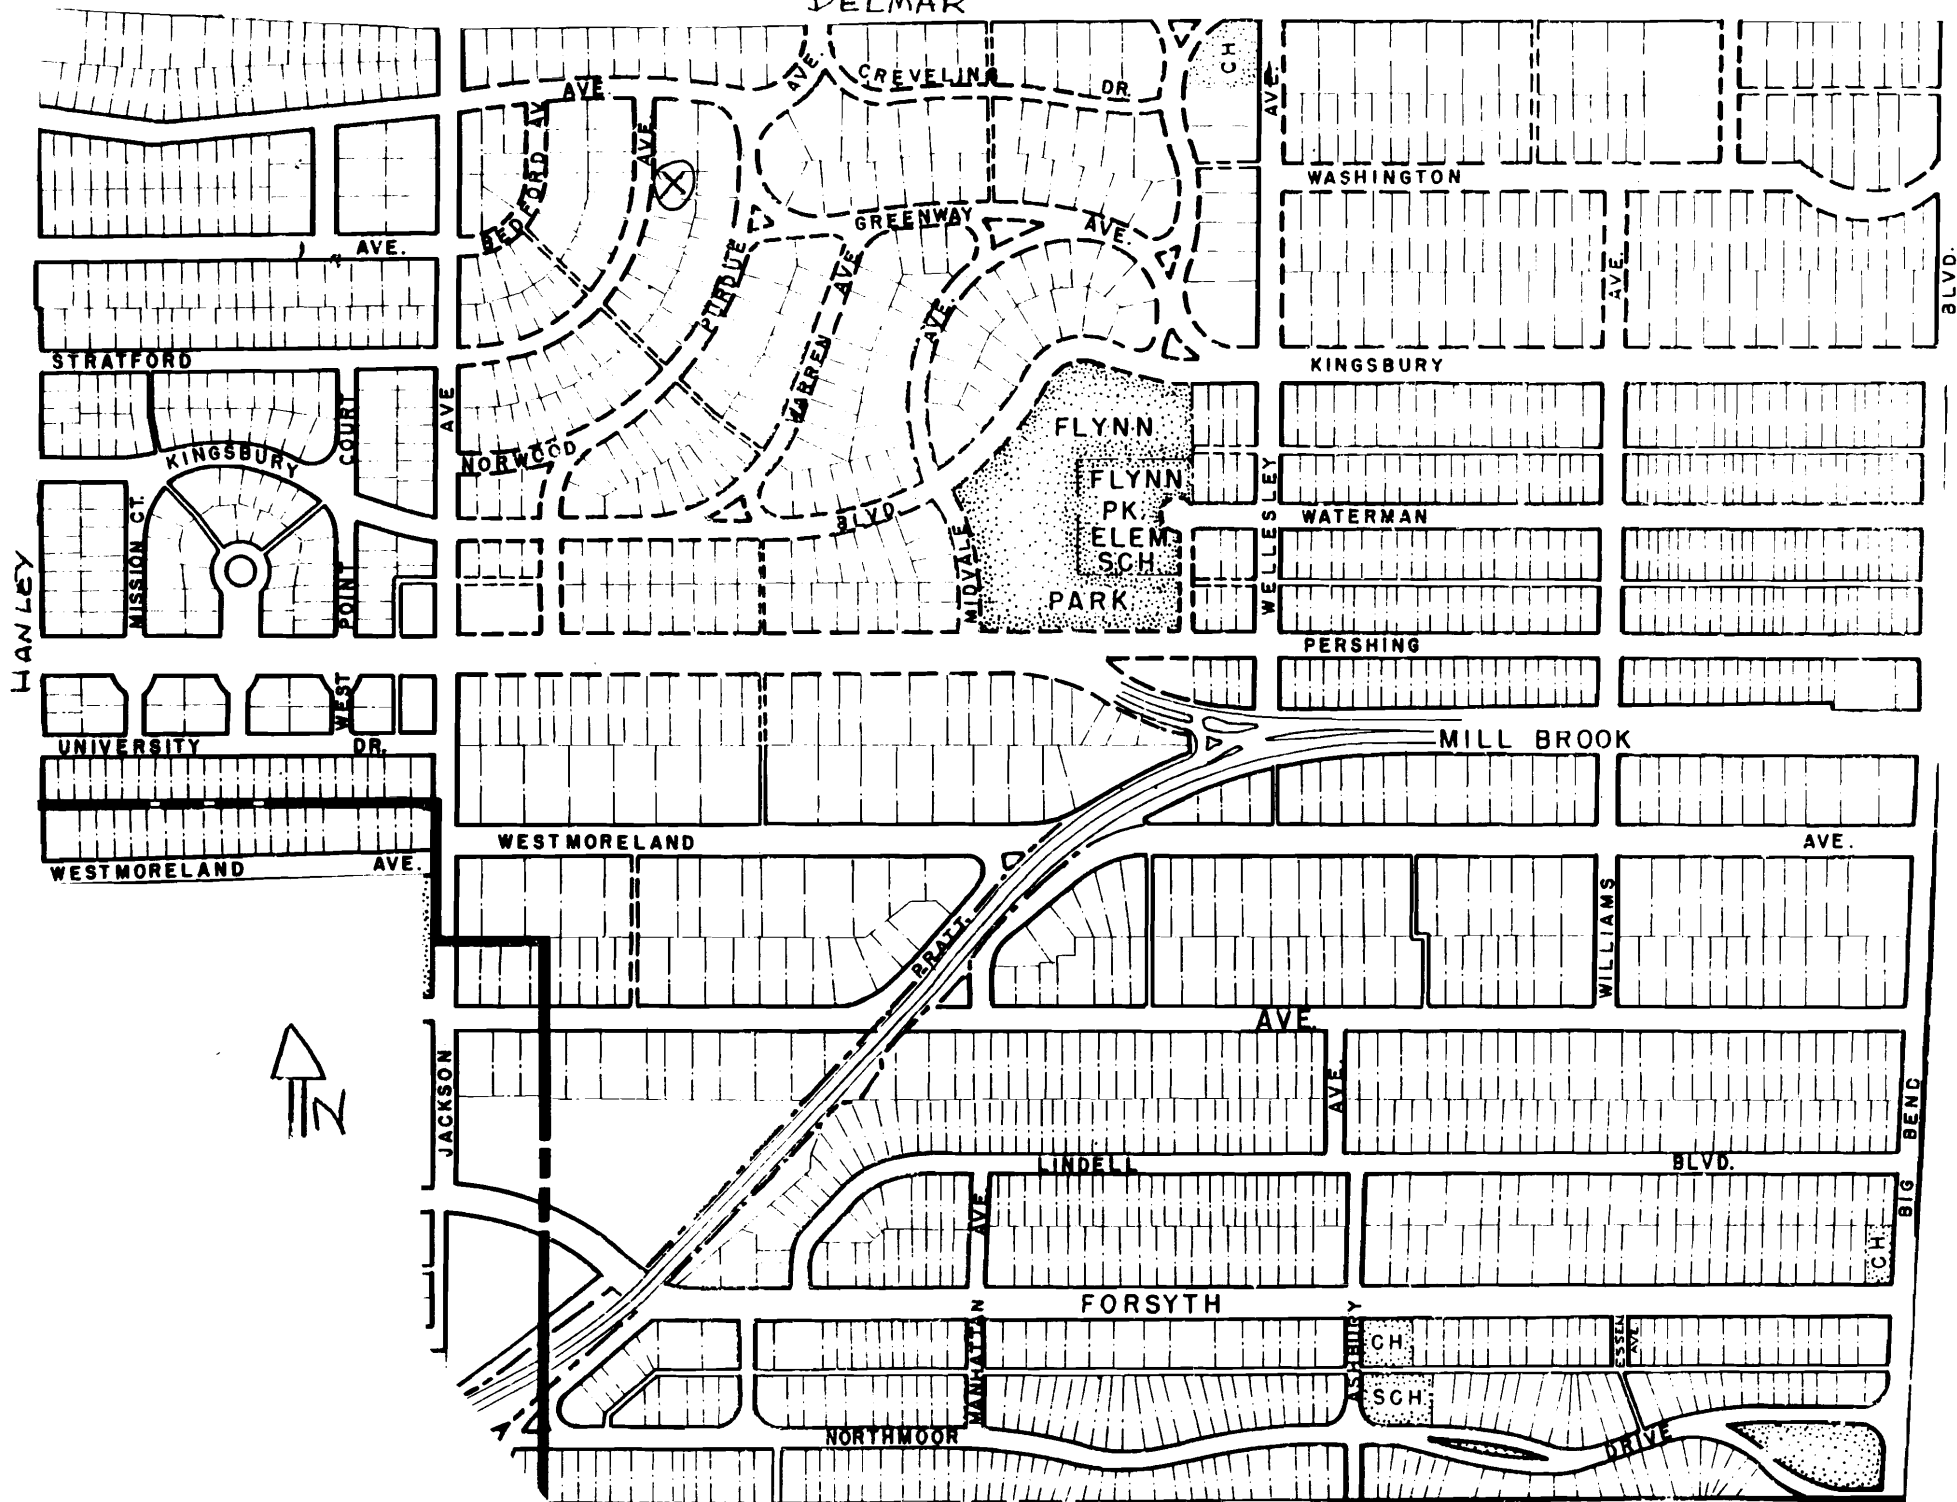 DELMAR
CH
AVE.
CREVELING
DR.
AVE
AVE.
BEDFORD AV
AVE.
WASHINGTON
AVE.
GREENWAY
AVE.
PURDUE
AVE
AVE.
AVE.
BLVD.
STRATFORD
KINGSBURY
COURT
AVE
WARREN
FLYNN
KINGSBURY
NORWOOD
FLYNN
PK.
ELEM
SCH.
PARK
WELLESLEY
WATERMAN
BLVD
MIDVALE
MISSION CT.
POINT
HANLEY
PERSHING
WEST
UNIVERSITY
DR.
MILL BROOK
WESTMORELAND
AVE.
WESTMORELAND
AVE.
WILLIAMS
PRATT.
AVE.
N
JACKSON
AVE.
BIG BEND
LINDELL
BLVD.
AVE.
CH.
FORSYTH
MANHATTAN
ASHBURY
CH.
ESSEN
AVE.
SCH.
NORTHMOOR
DRIVE